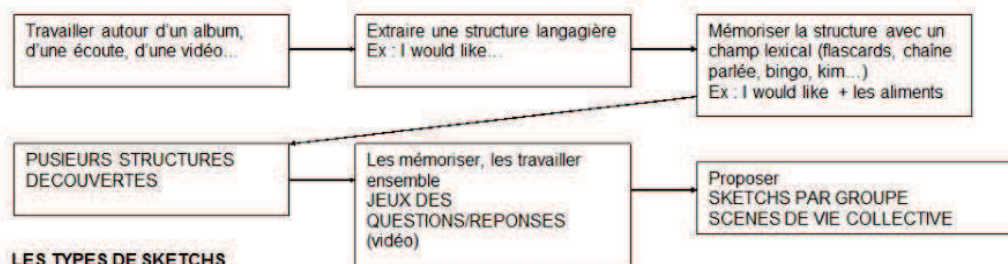 Travailler autour d'un album,
d'une écoute, d'une vidéo...
Extraire une structure langagière
Ex : I would like...
Mémoriser la structure avec un
champ lexical (flascards, chaîne
parlée, bingo, kim...)
Ex : I would like + les aliments
PUSIEURS STRUCTURES
DECOUVERTES
Les mémoriser, les travailler
ensemble
JEUX DES
QUESTIONS/REPONSES
(vidéo)
Proposer
SKETCHS PAR GROUPE
SCENES DE VIE COLLECTIVE
LES TYPES DE SKETCHS